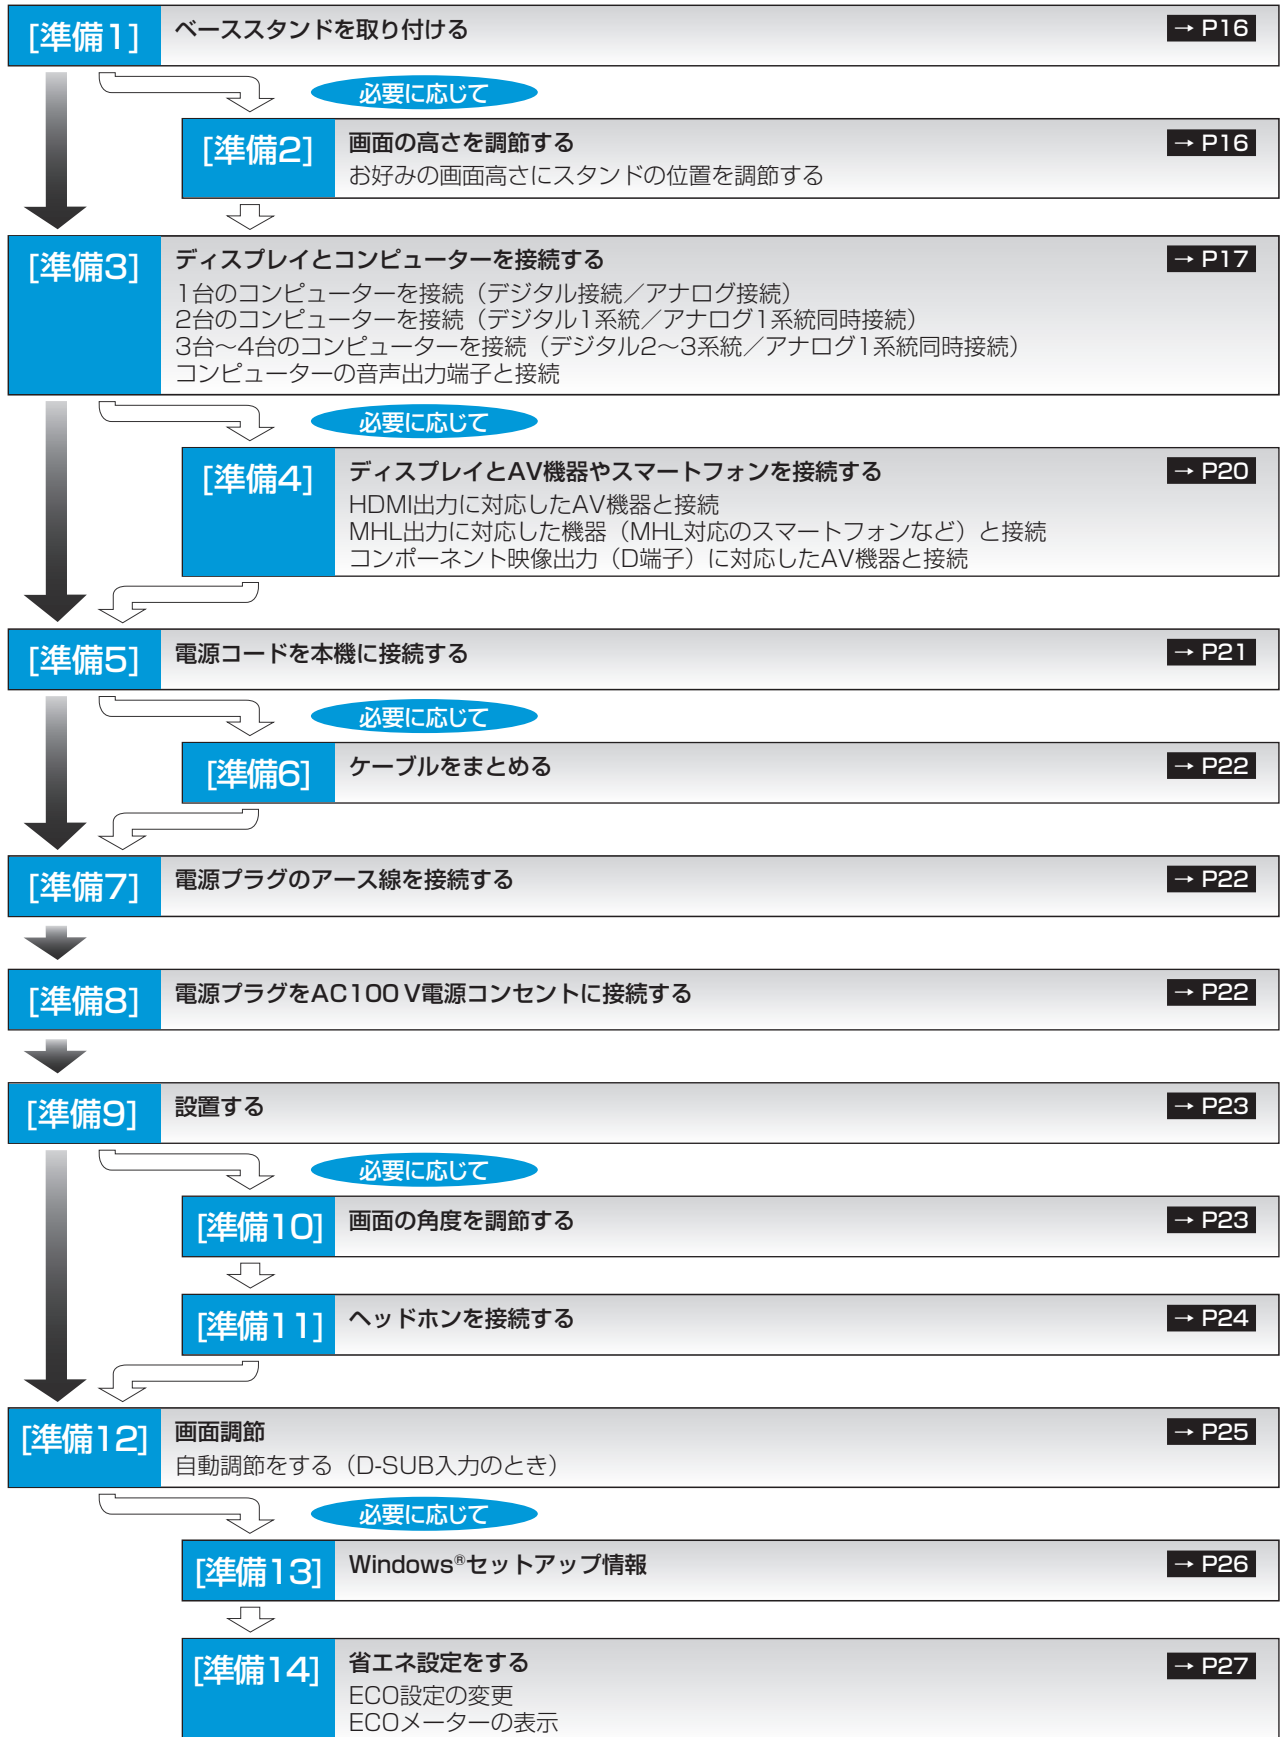 [準備1] ベーススタンドを取り付ける → P16
必要に応じて
[準備2] 画面の高さを調節する → P16
お好みの画面高さにスタンドの位置を調節する
[準備3] ディスプレイとコンピューターを接続する → P17
1台のコンピューターを接続（デジタル接続／アナログ接続）
2台のコンピューターを接続（デジタル1系統／アナログ1系統同時接続）
3台～4台のコンピューターを接続（デジタル2～3系統／アナログ1系統同時接続）
コンピューターの音声出力端子と接続
必要に応じて
[準備4] ディスプレイとAV機器やスマートフォンを接続する → P20
HDMI出力に対応したAV機器と接続
MHL出力に対応した機器（MHL対応のスマートフォンなど）と接続
コンポーネント映像出力（D端子）に対応したAV機器と接続
[準備5] 電源コードを本機に接続する → P21
必要に応じて
[準備6] ケーブルをまとめる → P22
[準備7] 電源プラグのアース線を接続する → P22
[準備8] 電源プラグをAC100 V電源コンセントに接続する → P22
[準備9] 設置する → P23
必要に応じて
[準備10] 画面の角度を調節する → P23
[準備11] ヘッドホンを接続する → P24
[準備12] 画面調節 → P25
自動調節をする（D-SUB入力のとき）
必要に応じて
[準備13] Windows®セットアップ情報 → P26
[準備14] 省エネ設定をする → P27
ECO設定の変更
ECOメーターの表示